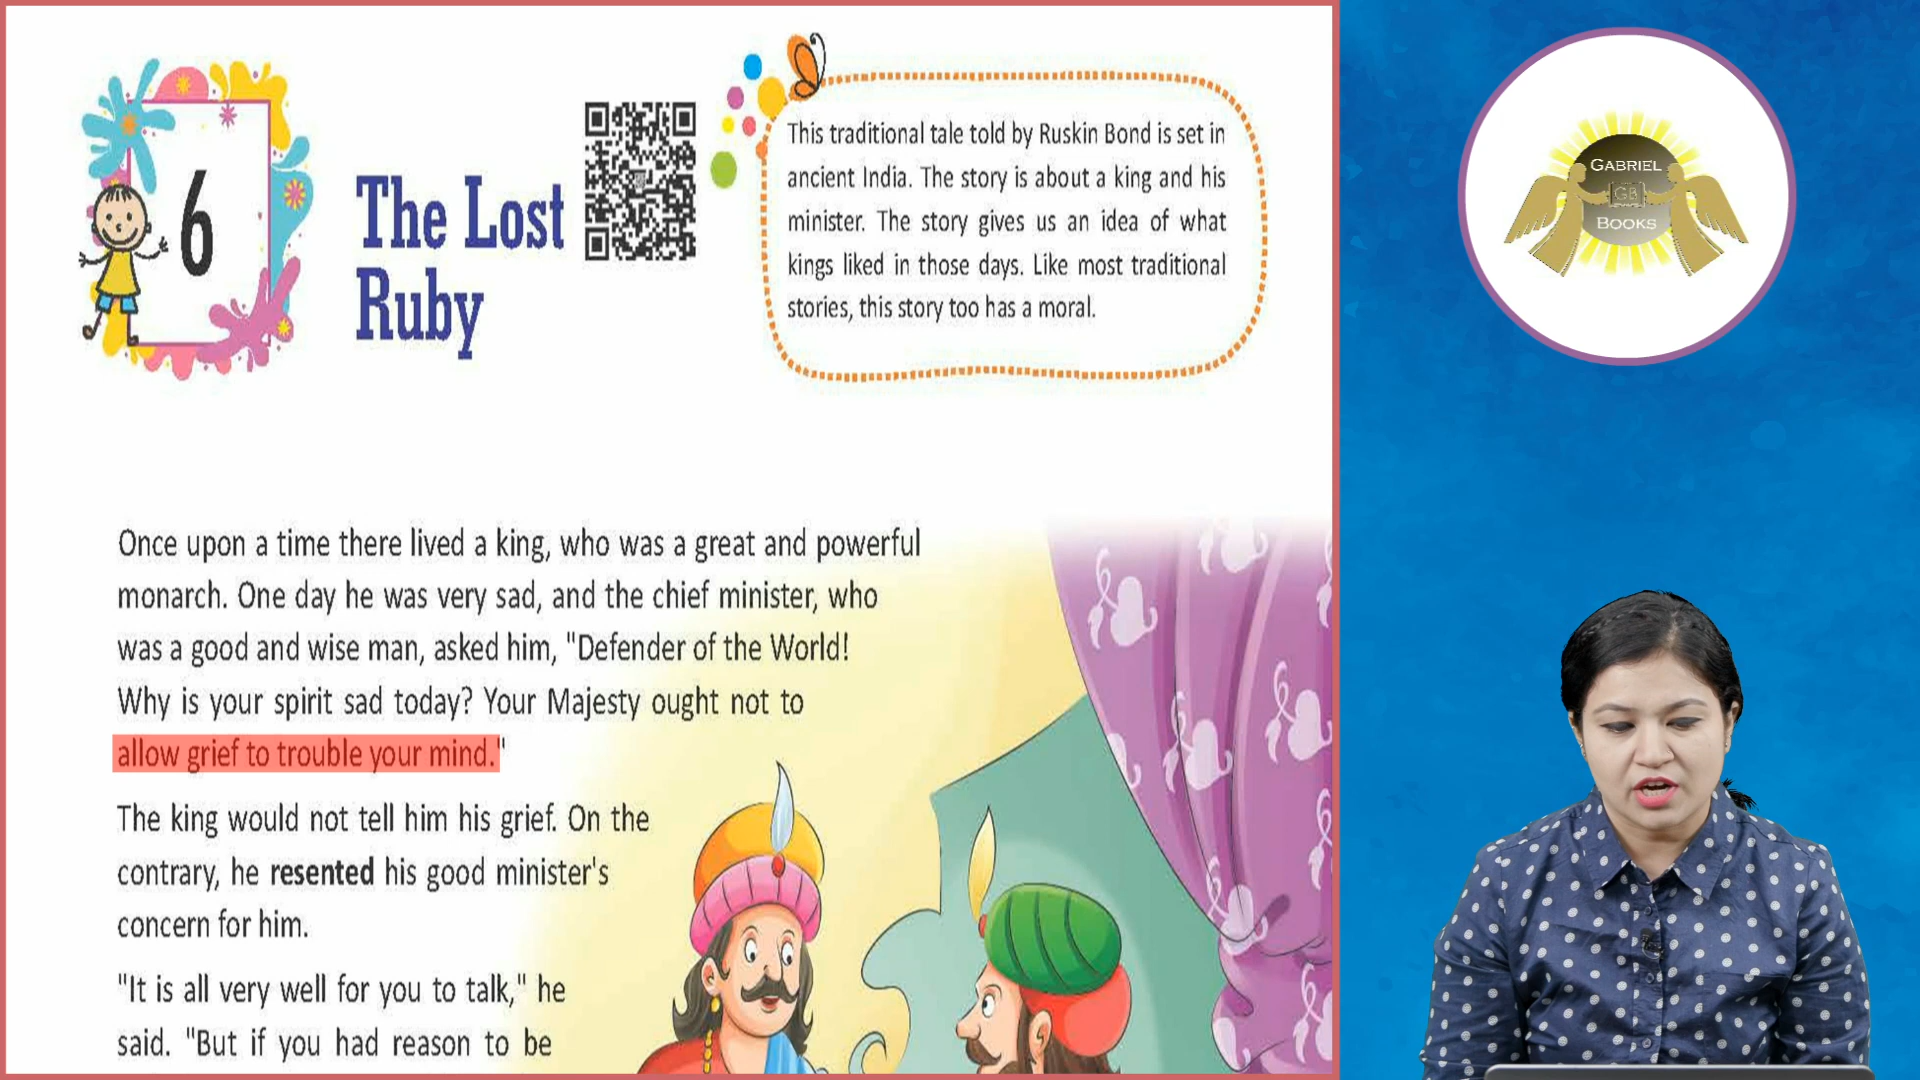 6
The Lost
Ruby
This traditional tale told by Ruskin Bond is set in
ancient India. The story is about a king and his
minister. The story gives us an idea of what
kings liked in those days. Like most traditional
stories, this story too has a moral.
Once upon a time there lived a king, who was a great and powerful
monarch. One day he was very sad, and the chief minister, who
was a good and wise man, asked him, "Defender of the World!
Why is your spirit sad today? Your Majesty ought not to
allow grief to trouble your mind."
The king would not tell him his grief. On the
contrary, he resented his good minister's
concern for him.
"It is all very well for you to talk," he
said. "But if you had reason to be
GABRIEL
GB
BOOKS